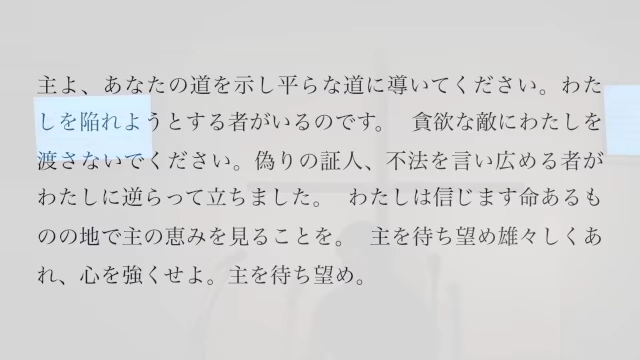 主よ、あなたの道を示し平らな道に導いてください。わた
しを陥れようとする者がいるのです。 貪欲な敵にわたしを
渡さないでください。偽りの証人、不法を言い広める者が
わたしに逆らって立ちました。 わたしは信じます命あるも
のの地で主の恵みを見ることを。 主を待ち望め雄々しくあ
れ、心を強くせよ。主を待ち望め。